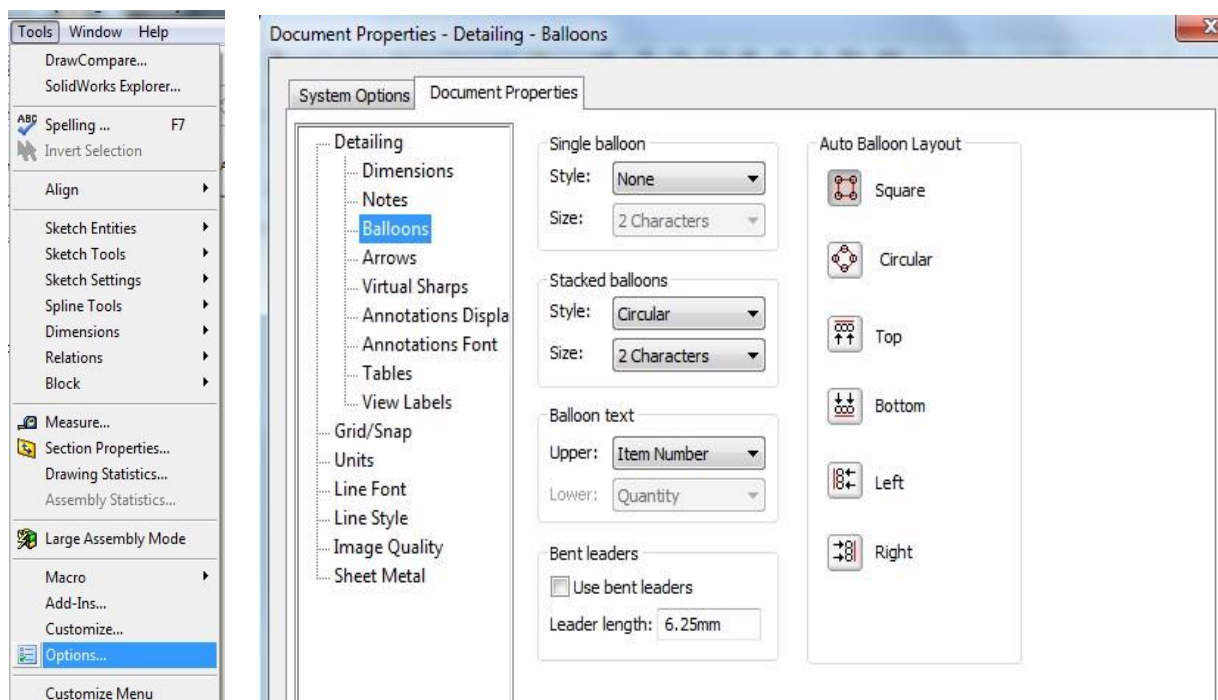 Tools Window Help
DrawCompare...
SolidWorks Explorer...
ABC Spelling ... F7
Invert Selection
Align
Sketch Entities
Sketch Tools
Sketch Settings
Spline Tools
Dimensions
Relations
Block
Measure...
Section Properties...
Drawing Statistics...
Assembly Statistics...
Large Assembly Mode
Macro
Add-Ins...
Customize...
Options...
Customize Menu
Document Properties - Detailing - Balloons
System Options Document Properties
Detailing
Dimensions
Notes
Balloons
Arrows
Virtual Sharps
Annotations Displa
Annotations Font
Tables
View Labels
Grid/Snap
Units
Line Font
Line Style
Image Quality
Sheet Metal
Single balloon
Style: None
Size: 2 Characters
Stacked balloons
Style: Circular
Size: 2 Characters
Balloon text
Upper: Item Number
Lower: Quantity
Bent leaders
Use bent leaders
Leader length: 6.25mm
Auto Balloon Layout
Square
Circular
Top
Bottom
Left
Right